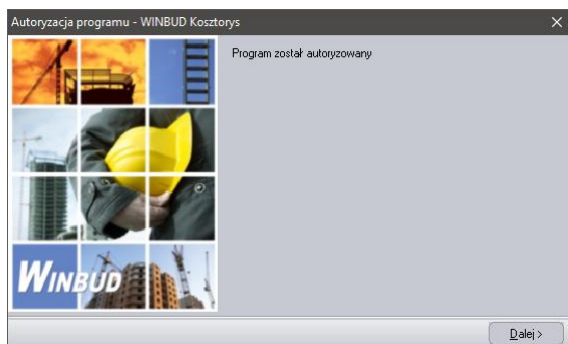 Autoryzacja programu - WINBUD Kosztorys
Program został autoryzowany
WINBUD
Dalej >